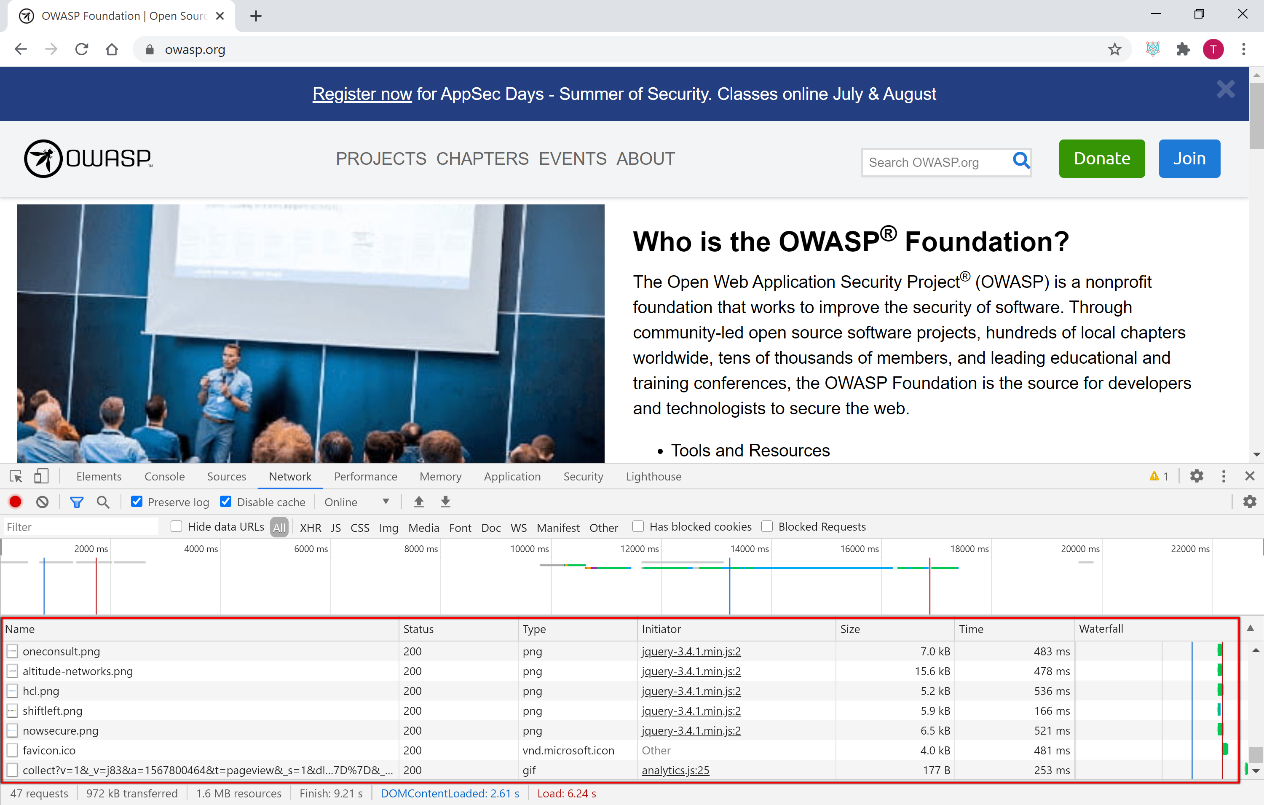 OWASP Foundation | Open Sour
T
owasp.org
Register now for AppSec Days - Summer of Security. Classes online July & August
OWASP
PROJECTS CHAPTERS EVENTS ABOUT
Search OWASP.org
Donate
Join
Who is the OWASP® Foundation?
The Open Web Application Security Project® (OWASP) is a nonprofit
foundation that works to improve the security of software. Through
community-led open source software projects, hundreds of local chapters
worldwide, tens of thousands of members, and leading educational and
training conferences, the OWASP Foundation is the source for developers
and technologists to secure the web.
• Tools and Resources
Elements Console Sources Network Performance Memory Application Security Lighthouse 1
Preserve log Disable cache Online
Filter Hide data URLs All XHR JS CSS Img Media Font Doc WS Manifest Other Has blocked cookies Blocked Requests
2000 ms 4000 ms 6000 ms 8000 ms 10000 ms 12000 ms 14000 ms 16000 ms 18000 ms 20000 ms 22000 ms
Name Status Type Initiator Size Time Waterfall
oneconsult.png 200 png jquery-3.4.1.min.js:2 7.0 kB 483 ms
altitude-networks.png 200 png jquery-3.4.1.min.js:2 15.6 kB 478 ms
hcl.png 200 png jquery-3.4.1.min.js:2 5.2 kB 536 ms
shiftleft.png 200 png jquery-3.4.1.min.js:2 5.9 kB 166 ms
nowsecure.png 200 png jquery-3.4.1.min.js:2 6.5 kB 521 ms
favicon.ico 200 vnd.microsoft.icon Other 4.0 kB 481 ms
collect?v=1&_v=j83&a=1567800464&t=pageview&_s=1&dl...7D%7D&_... 200 gif analytics.js:25 177 B 253 ms
47 requests 972 kB transferred 1.6 MB resources Finish: 9.21 s DOMContentLoaded: 2.61 s Load: 6.24 s